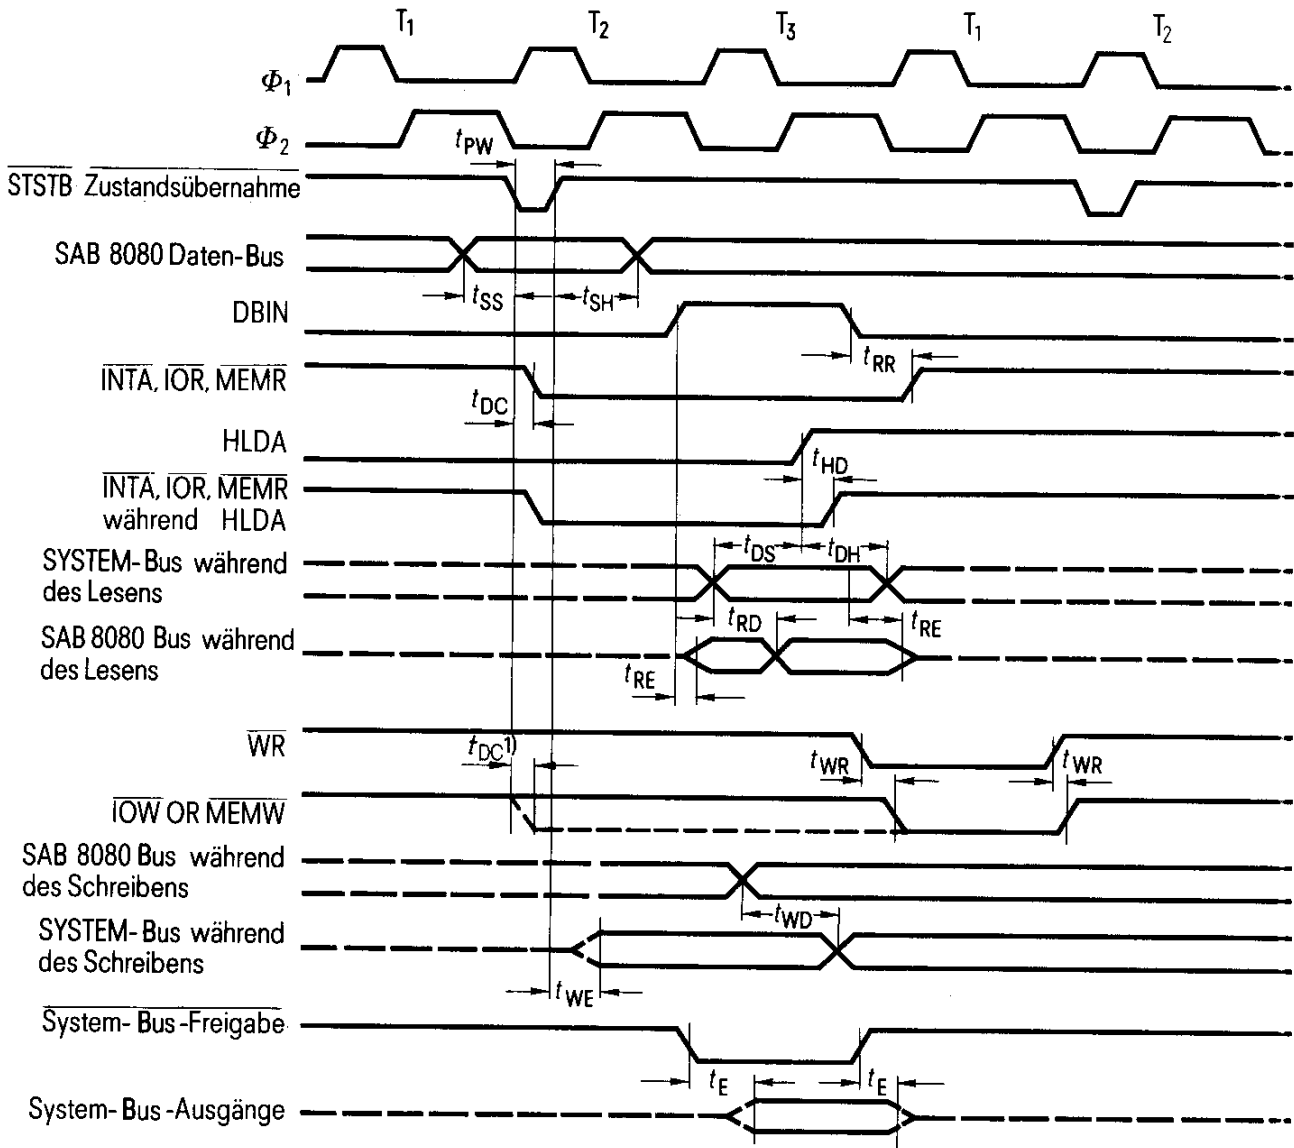 T₁ T₂ T₃ T₁ T₂
Φ₁
Φ₂
tPW
STSTB Zustandsübernahme
SAB 8080 Daten-Bus
tSS tSH
DBIN
tRR
INTA, IOR, MEMR
tDC
HLDA
tHD
INTA, IOR, MEMR
während HLDA
tDS tDH
SYSTEM-Bus während
des Lesens
tRD tRE
SAB 8080 Bus während
des Lesens
tRE
WR
tDC1) tWR tWR
IOW OR MEMW
SAB 8080 Bus während
des Schreibens
tWD
SYSTEM-Bus während
des Schreibens
tWE
System-Bus-Freigabe
tE tE
System-Bus-Ausgänge